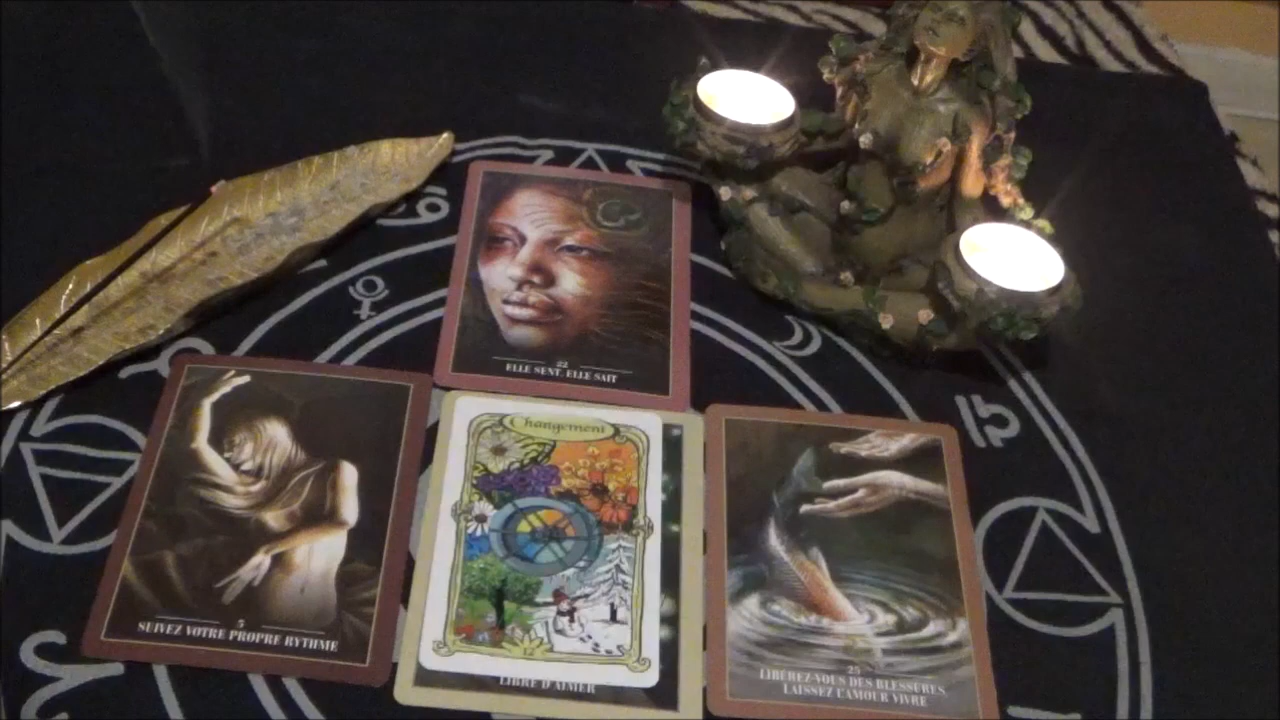 22
ELLE SENT, ELLE SAIT
Changement
12
LIBRE D'AIMER
5
SUIVEZ VOTRE PROPRE RYTHME
25
LIBÉREZ-VOUS DES BLESSURES,
LAISSEZ L'AMOUR VIVRE